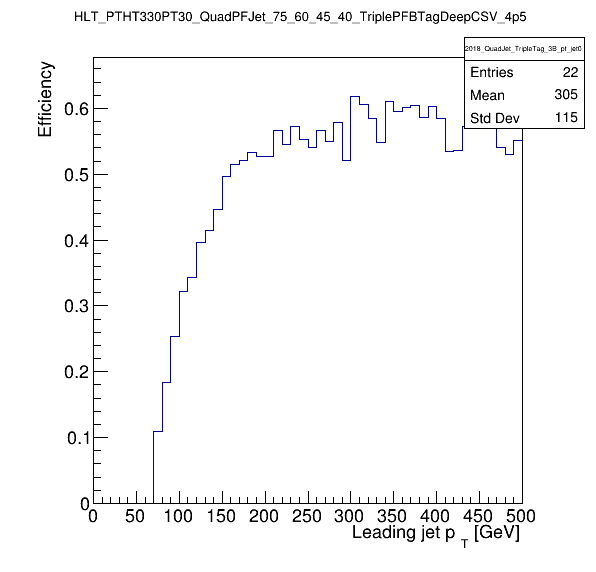 HLT_PTHT330PT30_QuadPFJet_75_60_45_40_TriplePFBTagDeepCSV_4p5
2018_QuadJet_TripleTag_3B_pf_jet0
Entries 22
Mean 305
Std Dev 115
Efficiency
0.6
0.5
0.4
0.3
0.2
0.1
0
0 50 100 150 200 250 300 350 400 450 500
Leading jet p T [GeV]